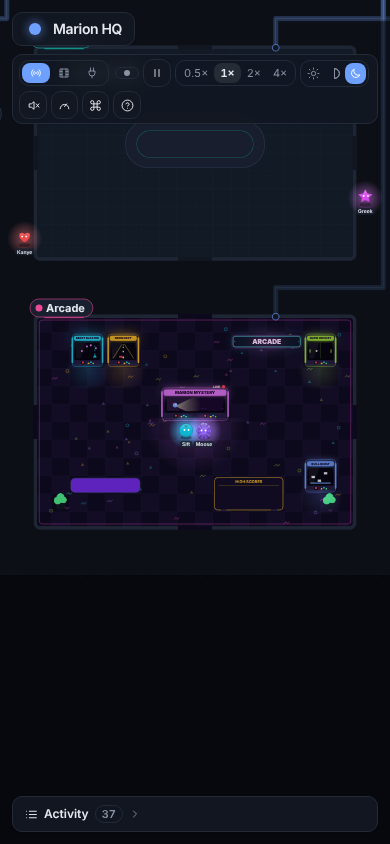 Marion HQ
0.5× 1× 2× 4×
Greek
Kanye
Arcade
ARCADE
MARION MYSTERY
Sift Moose
HIGH SCORES
Activity 37